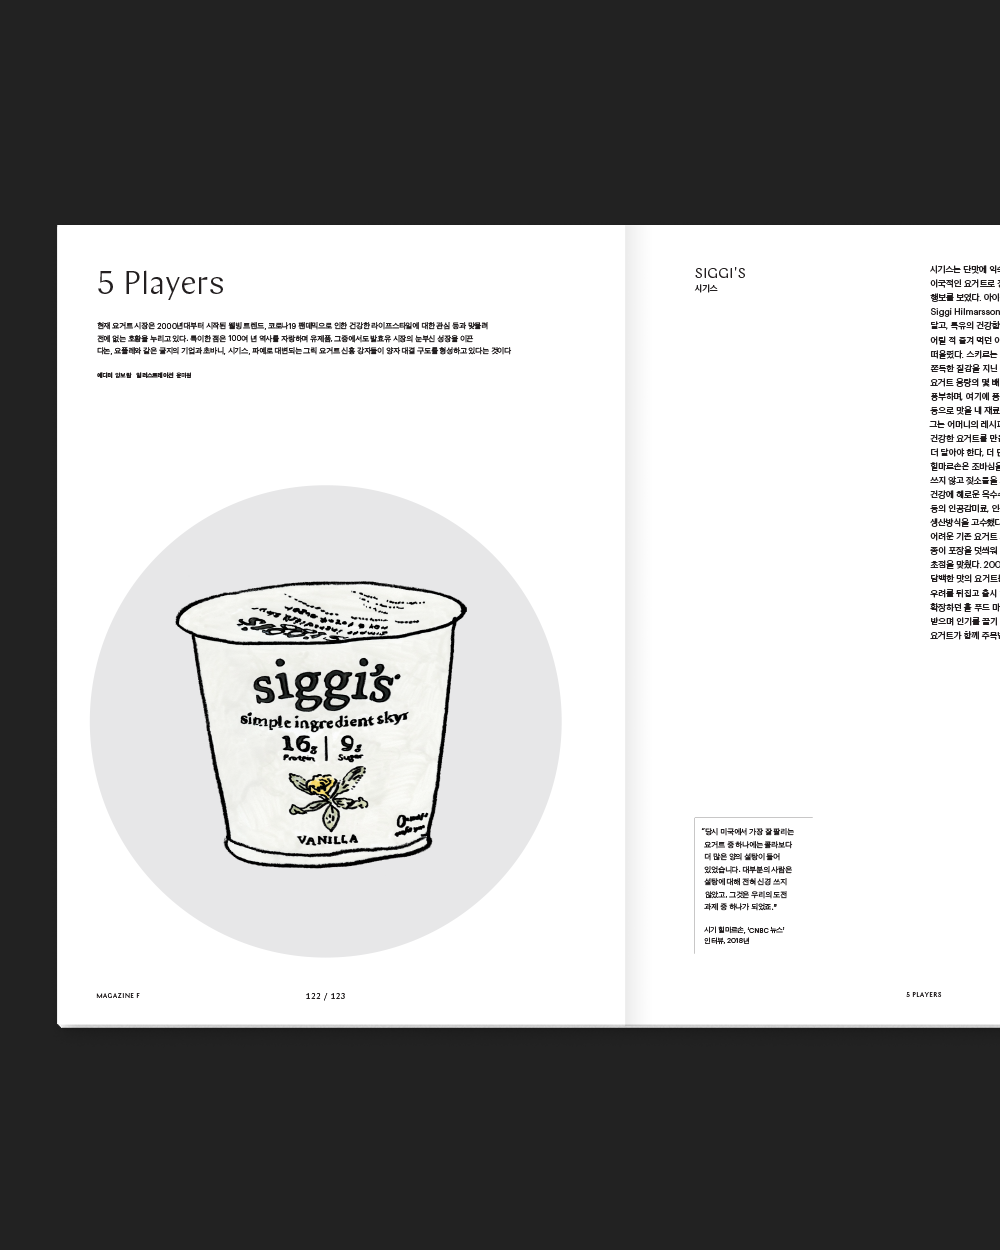 5 Players
현재 요거트 시장은 2000년대부터 시작된 웰빙 트렌드, 코로나19 팬데믹으로 인한 건강한 라이프스타일에 대한 관심 등과 맞물려
전에 없는 호황을 누리고 있다. 특이한 점은 100여 년 역사를 자랑하며 유제품, 그중에서도 발효유 시장의 눈부신 성장을 이끈
다논, 요플레와 같은 굴지의 기업과 초바니, 시기스, 파예로 대변되는 그릭 요거트 신흥 강자들이 양자 대결 구도를 형성하고 있다는 것이다
에디터 일러스트레이션
siggi's
simple ingredient skyr
16g | 9g
Protein Sugar
VANILLA
MAGAZINE F
122 / 123
SIGGI'S
시기스
시기스는 단맛에 익숙
이국적인 요거트로
행보를 보였다. 아이
Siggi Hilmarsson
달고, 특유의 건강함
어릴 적 즐겨 먹던
떠올렸다. 스키르는
쫀득한 질감을 지닌
요거트 용량의 몇 배
풍부하며, 여기에 풍
등으로 맛을 내 재료
그는 어머니의 레시피
건강한 요거트를 만
더 달아야 한다, 더
힐마르손은 조바심을
쓰지 않고 젖소들을
건강에 해로운 옥수수
등의 인공감미료, 인
생산방식을 고수했다
어려운 기존 요거트
종이 포장을 덧씌워
초점을 맞췄다. 200
담백한 맛의 요거트
우려를 뒤집고 출시
확장하던 홀 푸드 마
받으며 인기를 끌기
요거트가 함께 주목
"당시 미국에서 가장 잘 팔리는
요거트 중 하나에는 콜라보다
더 많은 양의 설탕이 들어
있었습니다. 대부분의 사람은
설탕에 대해 전혀 신경 쓰지
않았고, 그것은 우리의 도전
과제 중 하나가 되었죠."
시기 힐마르손, 'CNBC 뉴스'
인터뷰, 2018년
5 PLAYERS